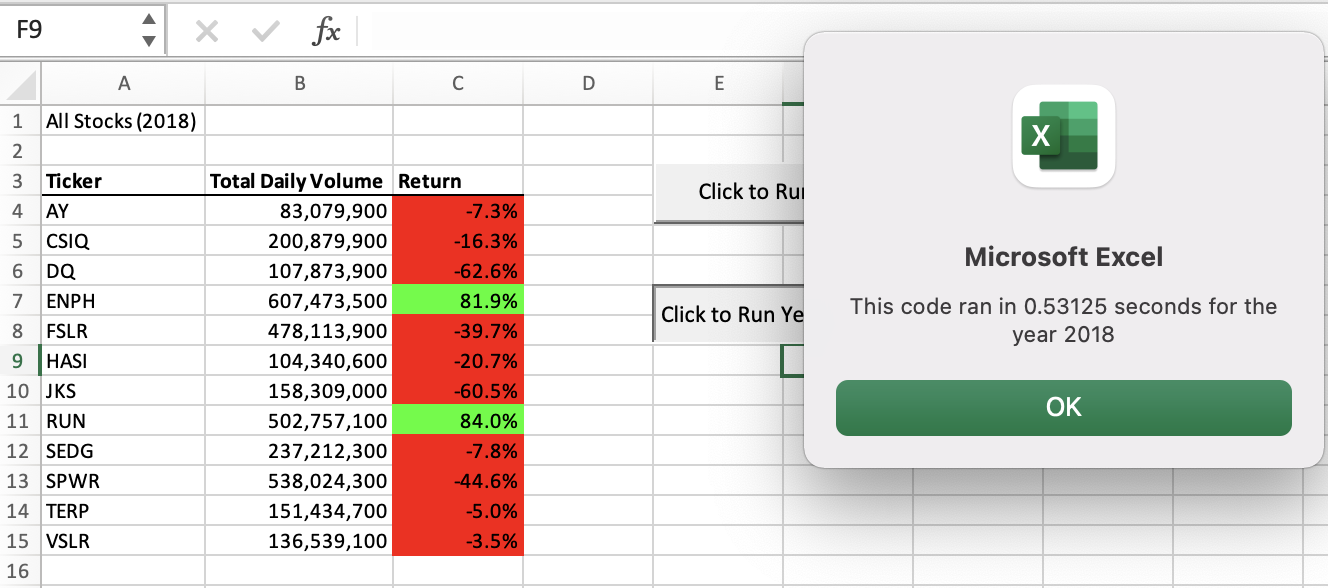 F9 fx
A B C D E
1 All Stocks (2018)
2
3 Ticker Total Daily Volume Return
4 AY 83,079,900 -7.3%
5 CSIQ 200,879,900 -16.3%
6 DQ 107,873,900 -62.6%
7 ENPH 607,473,500 81.9%
8 FSLR 478,113,900 -39.7%
9 HASI 104,340,600 -20.7%
10 JKS 158,309,000 -60.5%
11 RUN 502,757,100 84.0%
12 SEDG 237,212,300 -7.8%
13 SPWR 538,024,300 -44.6%
14 TERP 151,434,700 -5.0%
15 VSLR 136,539,100 -3.5%
16
Click to Run
Click to Run Ye
X
Microsoft Excel
This code ran in 0.53125 seconds for the
year 2018
OK